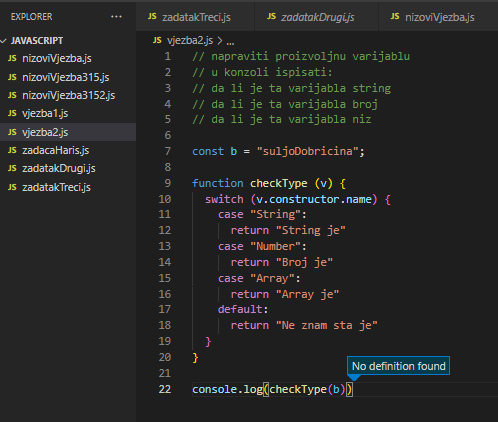 EXPLORER ...
JAVASCRIPT
JS nizoviVjezba.js
JS nizoviVjezba315.js
JS nizoviVjezba3152.js
JS vjezba1.js
JS vjezba2.js
JS zadacaHaris.js
JS zadatakDrugi.js
JS zadatakTreci.js
JS zadatakTreci.js JS zadatakDrugi.js JS nizoviVjezba.js
JS vjezba2.js > ...
1 // napraviti proizvoljnu varijablu
2 // u konzoli ispisati:
3 // da li je ta varijabla string
4 // da li je ta varijabla broj
5 // da li je ta varijabla niz
6
7 const b = "suljoDobricina";
8
9 function checkType (v) {
10 switch (v.constructor.name) {
11 case "String":
12 return "String je"
13 case "Number":
14 return "Broj je"
15 case "Array":
16 return "Array je"
17 default:
18 return "Ne znam sta je"
19 }
20 }
21
No definition found
22 console.log(checkType(b))